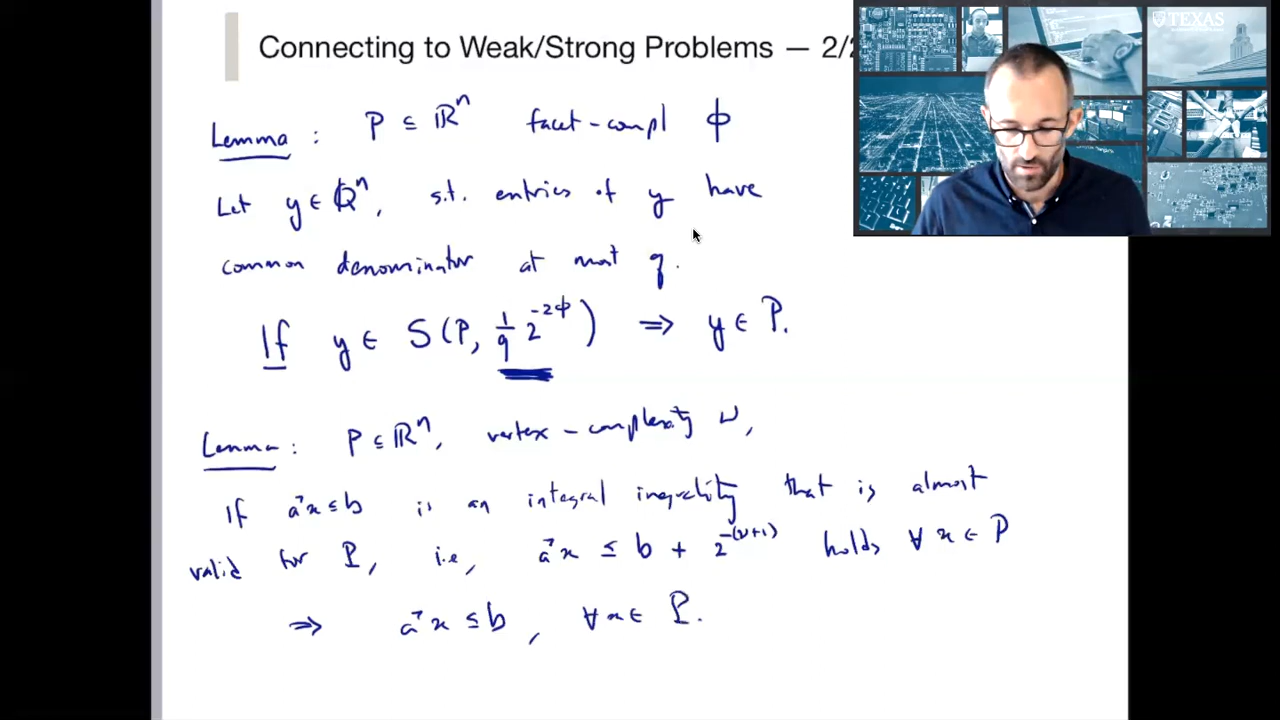 Connecting to Weak/Strong Problems — 2/2
TEXAS
Lemma : P ⊆ ℝⁿ facet-compl ϕ
Let y ∈ ℚⁿ, s.t. entries of y have
common denominator at most q.
If y ∈ S(P, 1/q 2^{-2ϕ}) ⇒ y ∈ P.
Lemma : P ⊆ ℝⁿ, vertex-complexity ν,
If aᵀx ≤ b is an integral inequality that is almost
valid for P, i.e, aᵀx ≤ b + 2^{-(ν+1)} holds ∀ x ∈ P
⇒ aᵀx ≤ b, ∀x ∈ P.